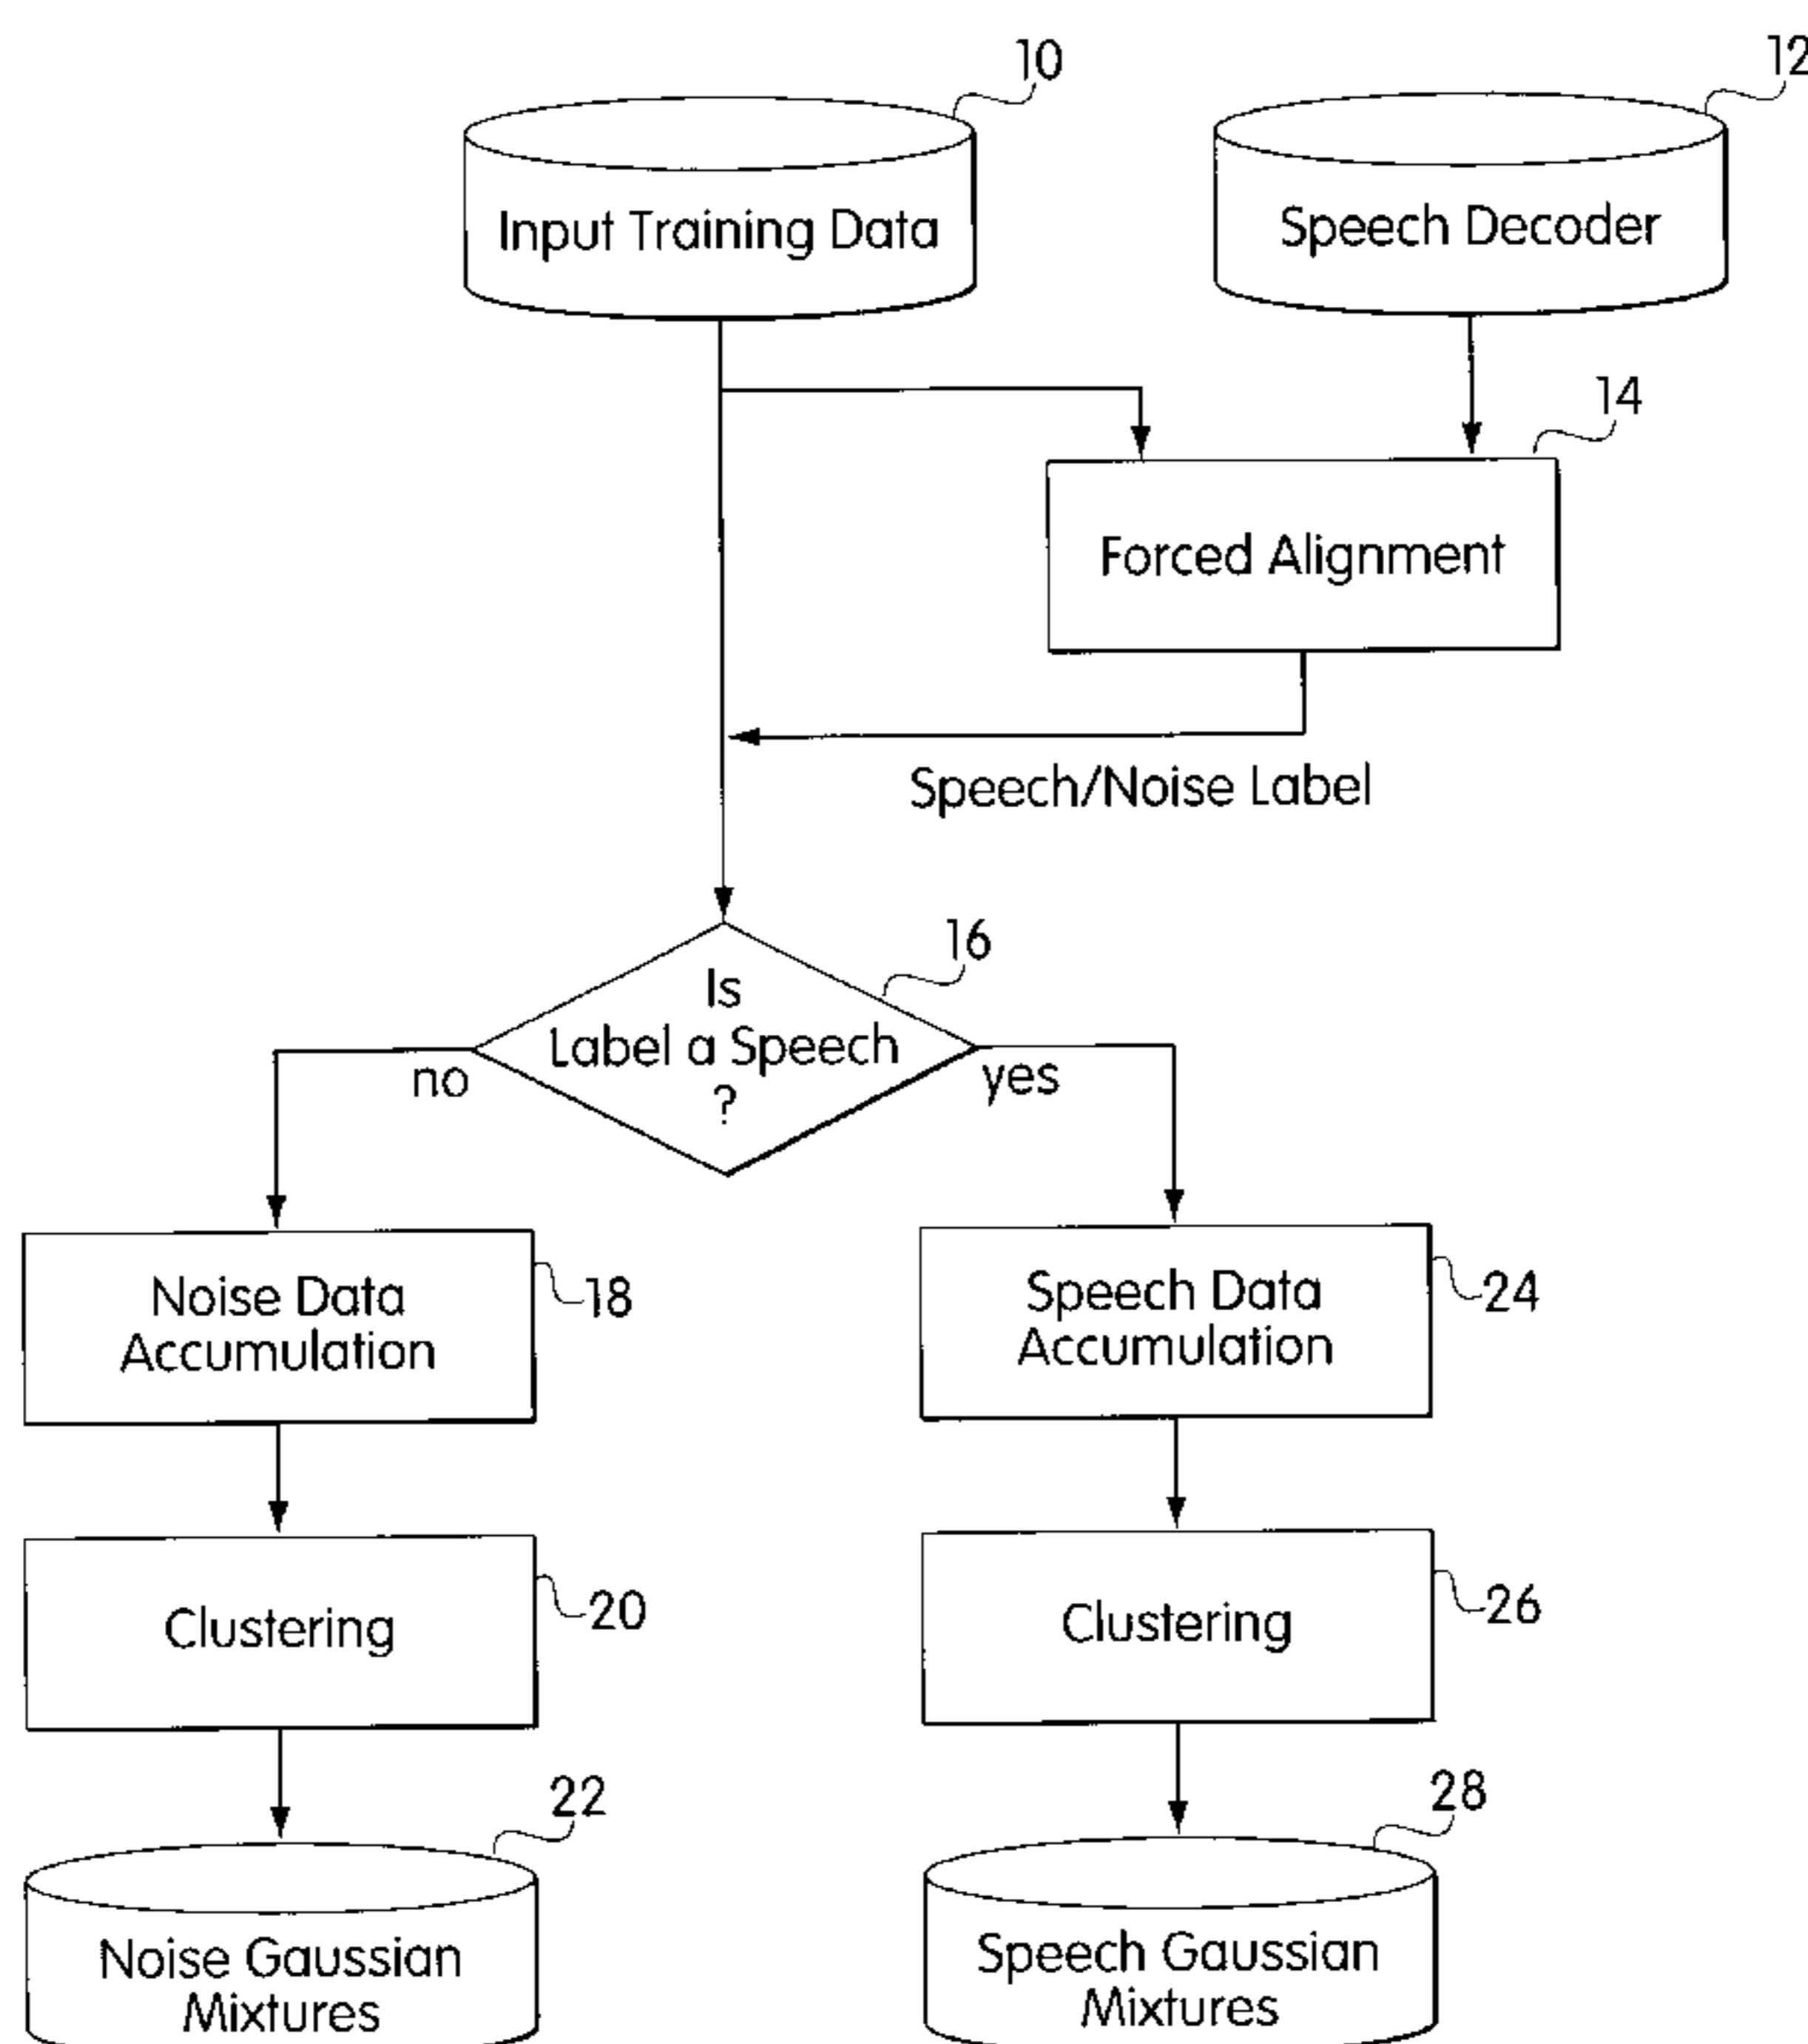 10
12
Input Training Data
Speech Decoder
14
Forced Alignment
Speech/Noise Label
16
Is
Label a Speech
?
no
yes
Noise Data
Accumulation
18
Speech Data
Accumulation
24
Clustering
20
Clustering
26
22
28
Noise Gaussian
Mixtures
Speech Gaussian
Mixtures